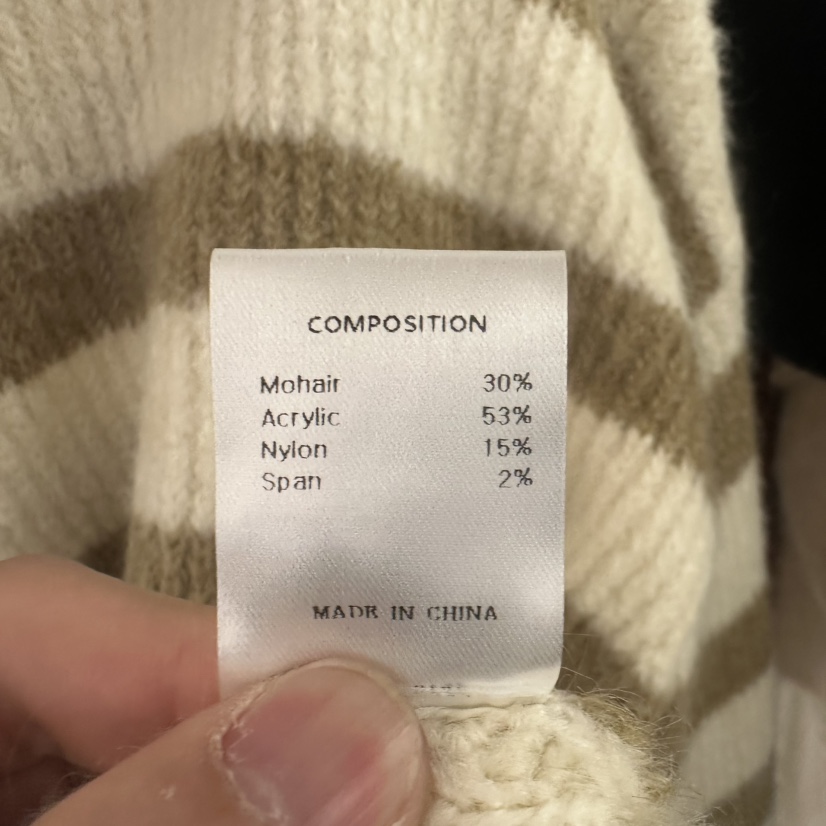 COMPOSITION
Mohair 30%
Acrylic 53%
Nylon 15%
Span 2%
MADE IN CHINA